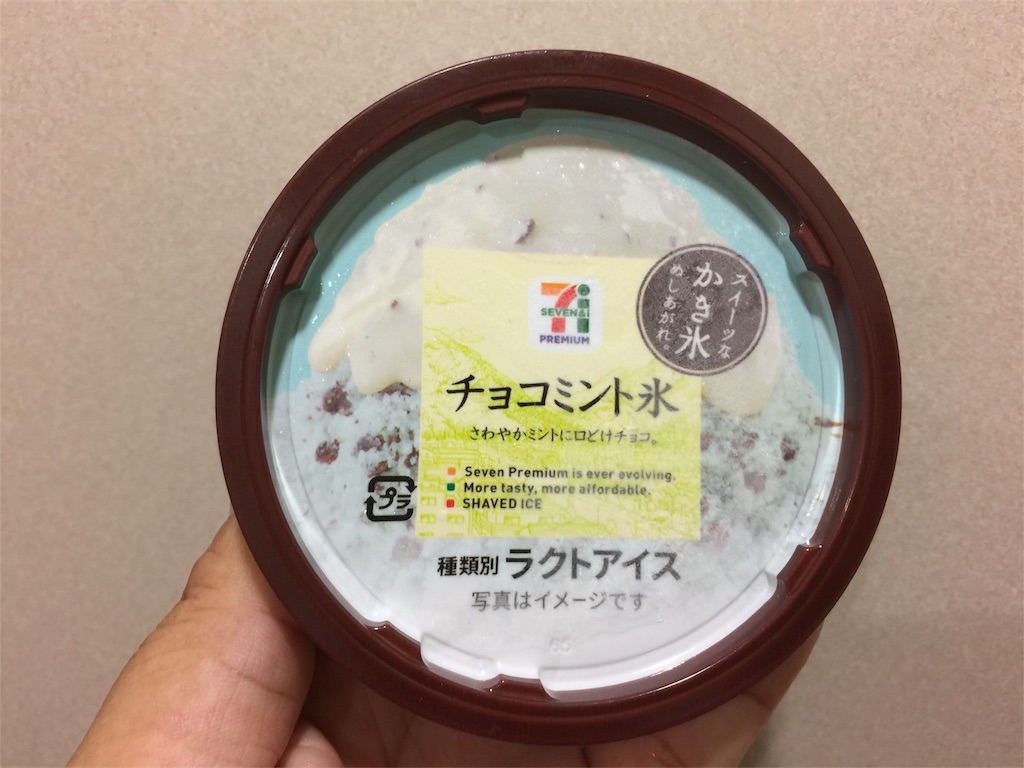 スイーツな
かき氷
めしあがれ。
SEVEN&i
PREMIUM
チョコミント氷
さわやかミントに口どけチョコ。
Seven Premium is ever evolving.
More tasty, more affordable.
SHAVED ICE
プラ
種類別 ラクトアイス
写真はイメージです